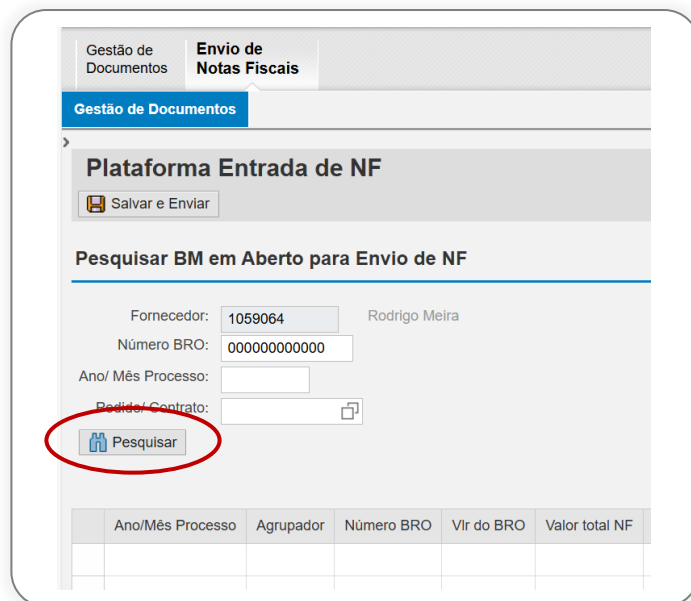 Gestão de
Documentos
Envio de
Notas Fiscais
Gestão de Documentos
Plataforma Entrada de NF
Salvar e Enviar
Pesquisar BM em Aberto para Envio de NF
Fornecedor: 1059064 Rodrigo Meira
Número BRO: 000000000000
Ano/ Mês Processo:
Pedido/ Contrato:
Pesquisar
Ano/Mês Processo Agrupador Número BRO Vlr do BRO Valor total NF